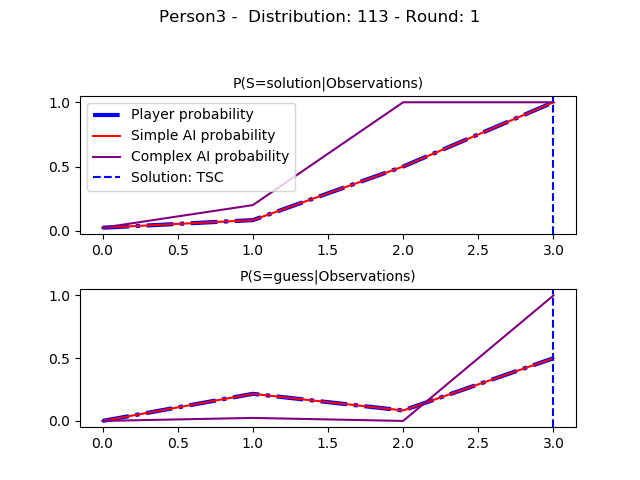 Person3 -  Distribution: 113 - Round: 1
P(S=solution|Observations)
1.0
0.5
0.0
Player probability
Simple AI probability
Complex AI probability
Solution: TSC
0.0 0.5 1.0 1.5 2.0 2.5 3.0
P(S=guess|Observations)
1.0
0.5
0.0
0.0 0.5 1.0 1.5 2.0 2.5 3.0